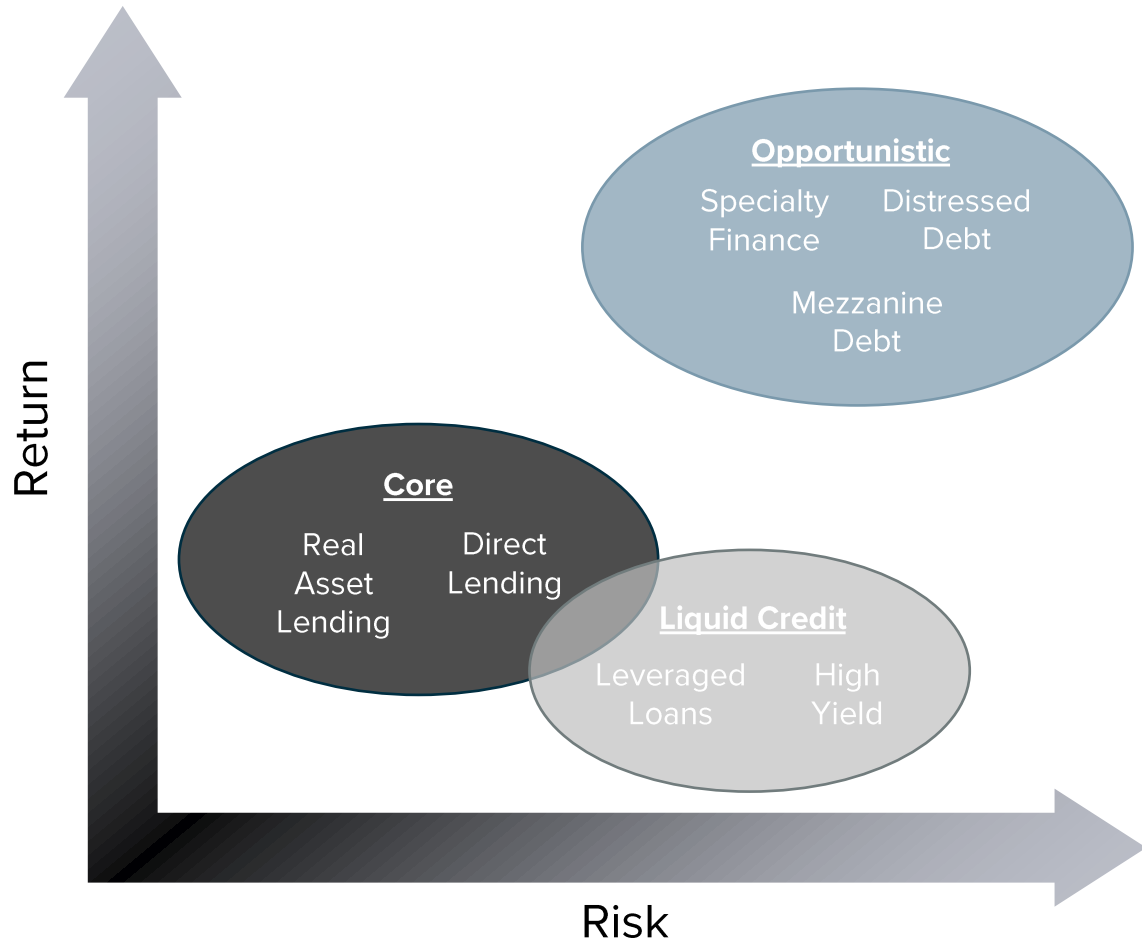 Return
Opportunistic
Specialty
Finance
Distressed
Debt
Mezzanine
Debt
Core
Real
Asset
Lending
Direct
Lending
Liquid Credit
Leveraged
Loans
High
Yield
Risk